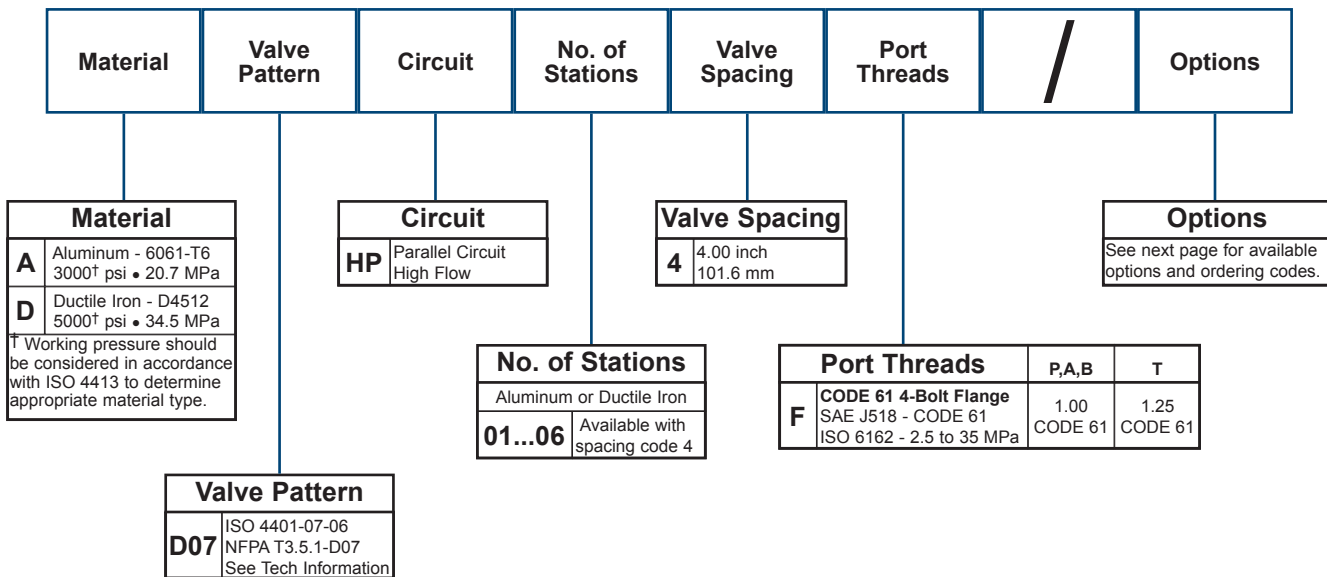 Material
Valve
Pattern
Circuit
No. of
Stations
Valve
Spacing
Port
Threads
/
Options
Material
A
Aluminum - 6061-T6
3000† psi • 20.7 MPa
D
Ductile Iron - D4512
5000† psi • 34.5 MPa
† Working pressure should
be considered in accordance
with ISO 4413 to determine
appropriate material type.
Circuit
HP
Parallel Circuit
High Flow
Valve Spacing
4
4.00 inch
101.6 mm
Options
See next page for available
options and ordering codes.
No. of Stations
Aluminum or Ductile Iron
01...06
Available with
spacing code 4
Port Threads
P,A,B
T
F
CODE 61 4-Bolt Flange
SAE J518 - CODE 61
ISO 6162 - 2.5 to 35 MPa
1.00
CODE 61
1.25
CODE 61
Valve Pattern
D07
ISO 4401-07-06
NFPA T3.5.1-D07
See Tech Information